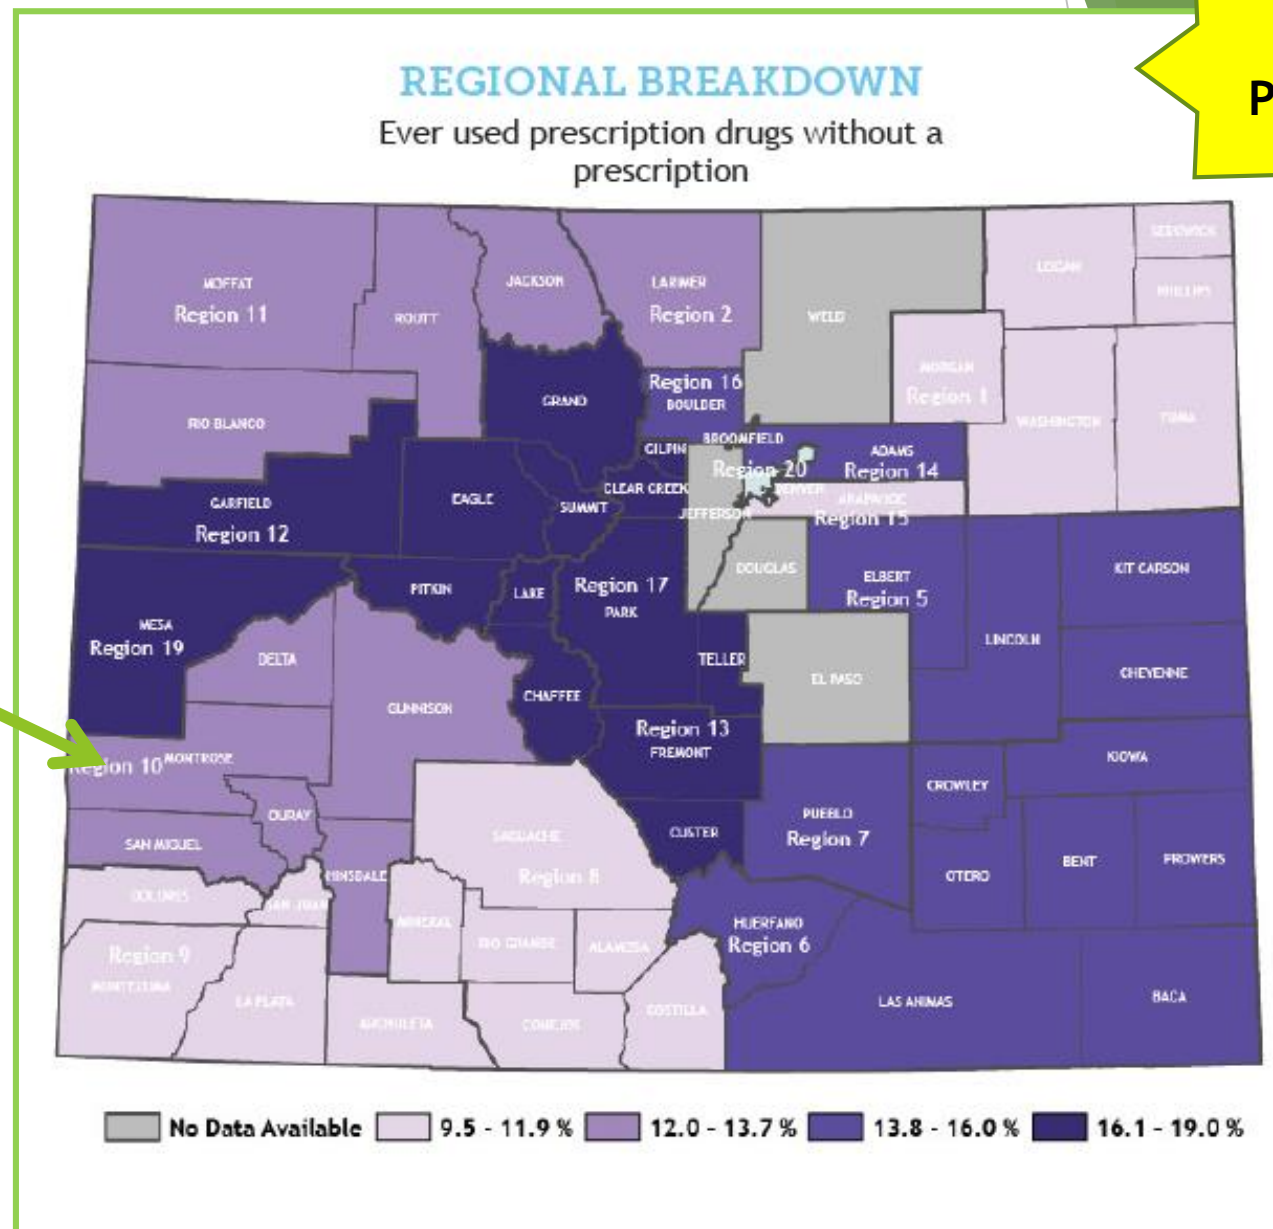 P
REGIONAL BREAKDOWN
Ever used prescription drugs without a
prescription
MOFFAT
Region 11
ROUTT
JACKSON
LARIMER
Region 2
WELD
LOGAN
SEDGWICK
PHILLIPS
RIO BLANCO
GRAND
Region 16
BOULDER
MORGAN
Region 1
WASHINGTON
YUMA
GARFIELD
Region 12
EAGLE
SUMMIT
GILPIN
CLEAR CREEK
BROOMFIELD
Region 20
JEFFERSON
DENVER
ADAMS
Region 14
ARAPAHOE
Region 15
MESA
Region 19
PITKIN
LAKE
Region 17
PARK
DOUGLAS
ELBERT
Region 5
LINCOLN
KIT CARSON
CHEYENNE
DELTA
GUNNISON
CHAFFEE
TELLER
EL PASO
Region 10
MONTROSE
OURAY
SAN MIGUEL
Region 13
FREMONT
CUSTER
PUEBLO
Region 7
CROWLEY
KIOWA
OTERO
BENT
PROWERS
DOLORES
SAN JUAN
HINSDALE
SAGUACHE
Region 8
MINERAL
RIO GRANDE
ALAMOSA
HUERFANO
Region 6
Region 9
MONTEZUMA
LA PLATA
ARCHULETA
CONEJOS
COSTILLA
LAS ANIMAS
BACA
No Data Available
9.5 - 11.9 %
12.0 - 13.7 %
13.8 - 16.0 %
16.1 - 19.0 %